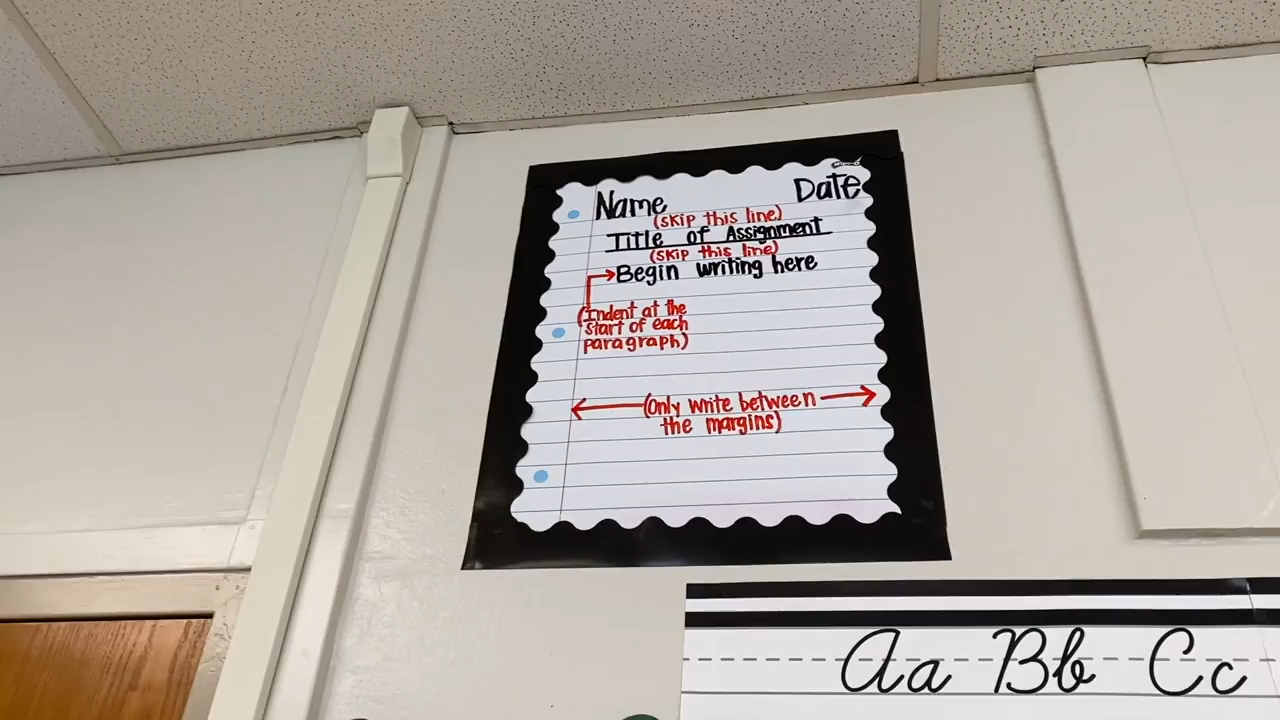 Name Date
(skip this line)
Title of Assignment
(skip this line)
Begin writing here
(Indent at the
start of each
paragraph)
(Only write between
the margins)
Aa Bb Cc